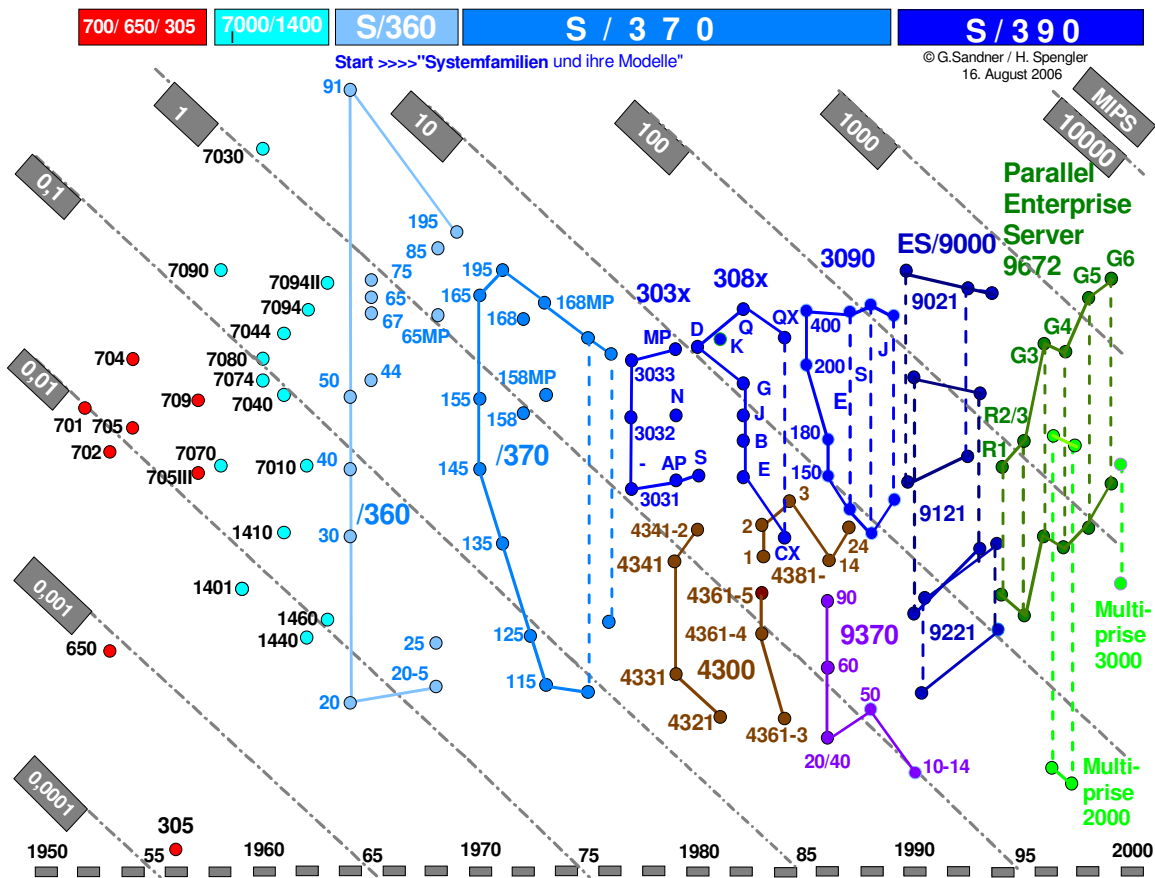 700/ 650/ 305
7000/1400
S/360
S / 3 7 0
S / 3 9 0
Start >>>>"Systemfamilien und ihre Modelle"
© G.Sandner / H. Spengler
16. August 2006
MIPS
0,0001
0,001
0,01
0,1
1
10
100
1000
10000
7030
7090
7094II
7094
7044
7080
7074
7040
7070
7010
1410
1401
1460
1440
704
709
701
705
702
705III
650
305
91
195
85
75
65
67
65MP
44
50
40
30
/360
25
20-5
20
195
165
168
168MP
158MP
155
158
145
/370
135
125
115
303x
MP
3033
N
3032
-
AP
S
3031
308x
D
Q
QX
K
G
J
B
E
CX
3090
400
200
S
J
E
180
150
4341-2
4341
4331
4321
4300
2
1
3
4381-
24
14
4361-5
4361-4
4361-3
90
9370
60
50
20/40
10-14
ES/9000
9021
9121
9221
Parallel
Enterprise
Server
9672
G6
G5
G4
G3
R2/3
R1
Multi-
prise
3000
Multi-
prise
2000
1950
55
1960
65
1970
75
1980
85
1990
95
2000